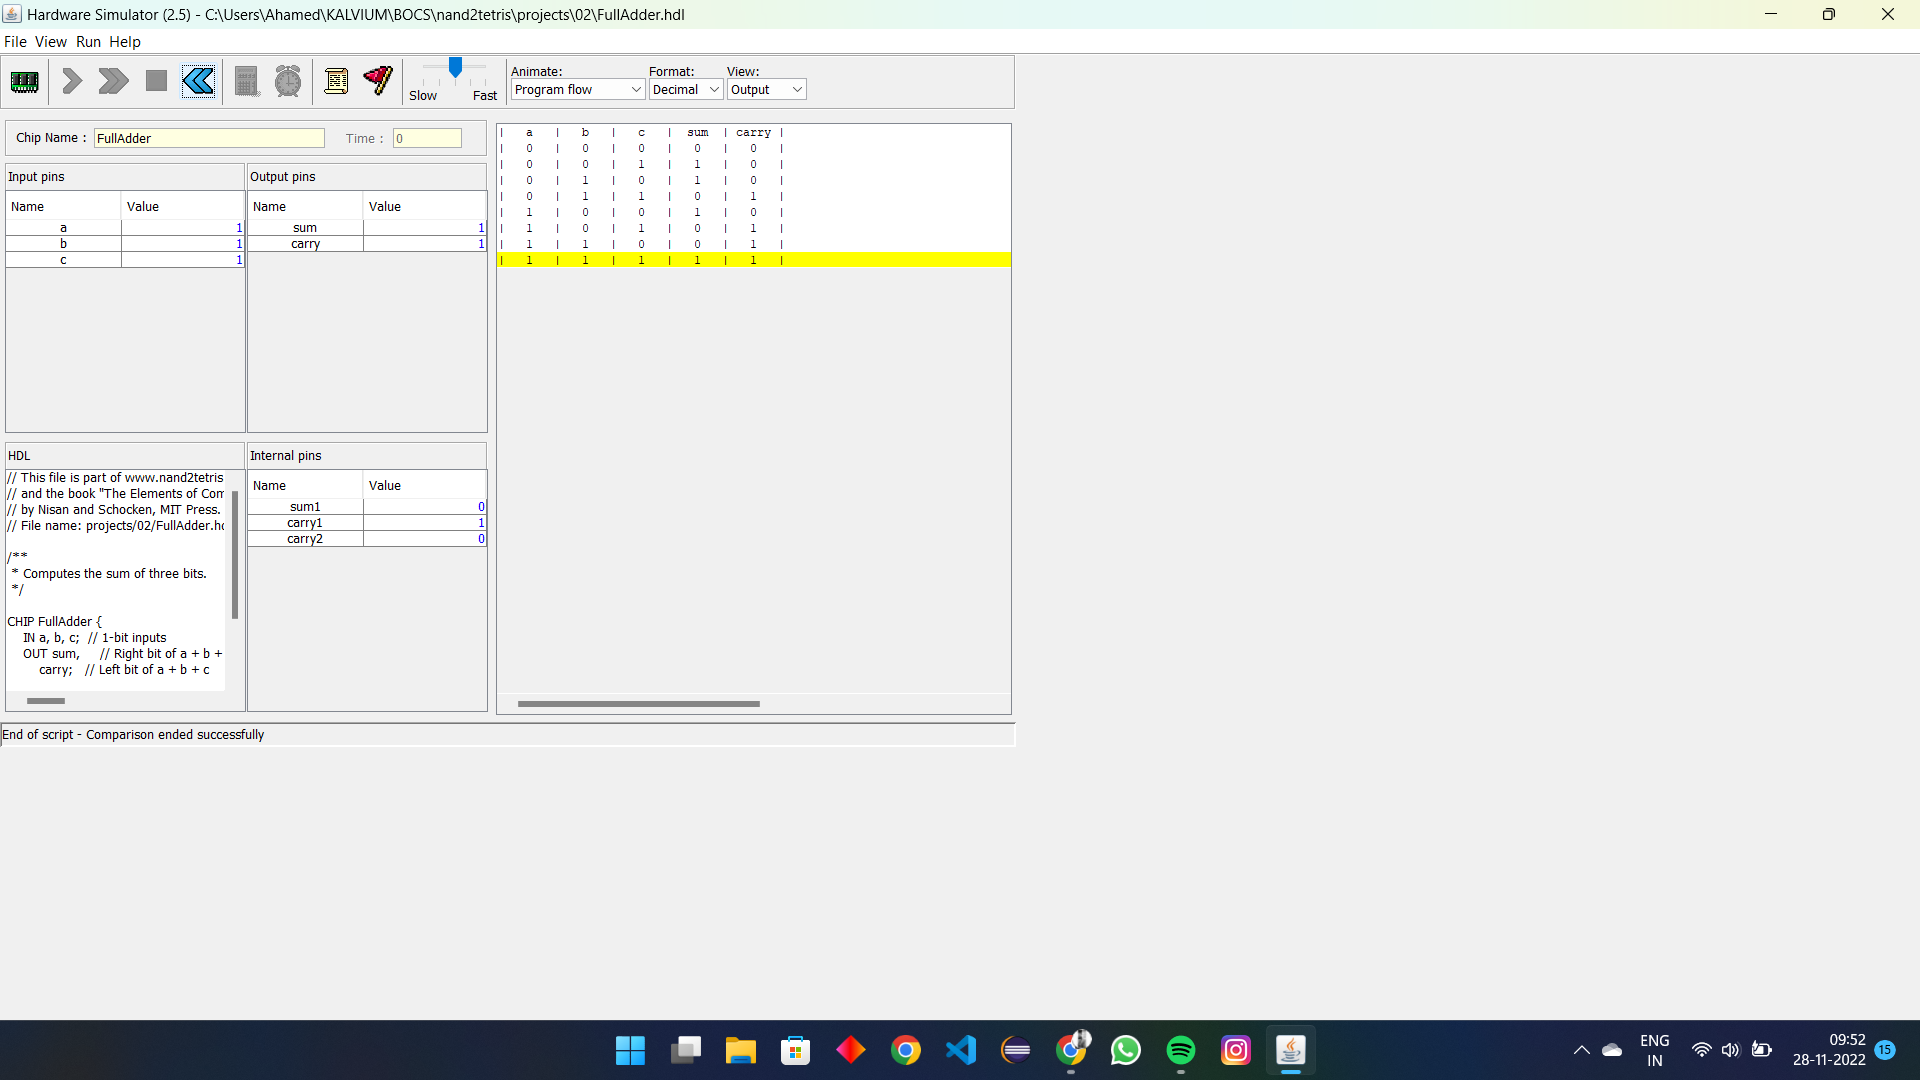 Hardware Simulator (2.5) - C:\Users\Ahamed\KALVIUM\BOCS\nand2tetris\projects\02\FullAdder.hdl
File View Run Help
Slow Fast
Animate: Format: View:
Program flow Decimal Output
Chip Name : FullAdder Time : 0
Input pins
Name Value
a 1
b 1
c 1
Output pins
Name Value
sum 1
carry 1
HDL
// This file is part of www.nand2tetris
// and the book "The Elements of Com
// by Nisan and Schocken, MIT Press.
// File name: projects/02/FullAdder.hd
/**
* Computes the sum of three bits.
*/
CHIP FullAdder {
IN a, b, c; // 1-bit inputs
OUT sum, // Right bit of a + b +
carry; // Left bit of a + b + c
Internal pins
Name Value
sum1 0
carry1 1
carry2 0
| a | b | c | sum | carry |
| 0 | 0 | 0 | 0 | 0 |
| 0 | 0 | 1 | 1 | 0 |
| 0 | 1 | 0 | 1 | 0 |
| 0 | 1 | 1 | 0 | 1 |
| 1 | 0 | 0 | 1 | 0 |
| 1 | 0 | 1 | 0 | 1 |
| 1 | 1 | 0 | 0 | 1 |
| 1 | 1 | 1 | 1 | 1 |
End of script - Comparison ended successfully
ENG
IN
09:52
28-11-2022
15